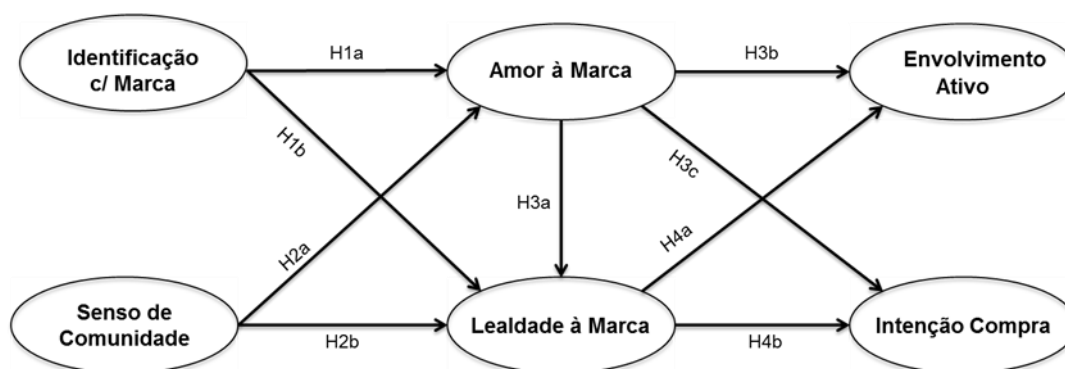 Identificação
c/ Marca
H1a
Amor à Marca
H3b
Envolvimento
Ativo
H1b
H3c
H3a
H2a
H4a
Senso de
Comunidade
H2b
Lealdade à Marca
H4b
Intenção Compra